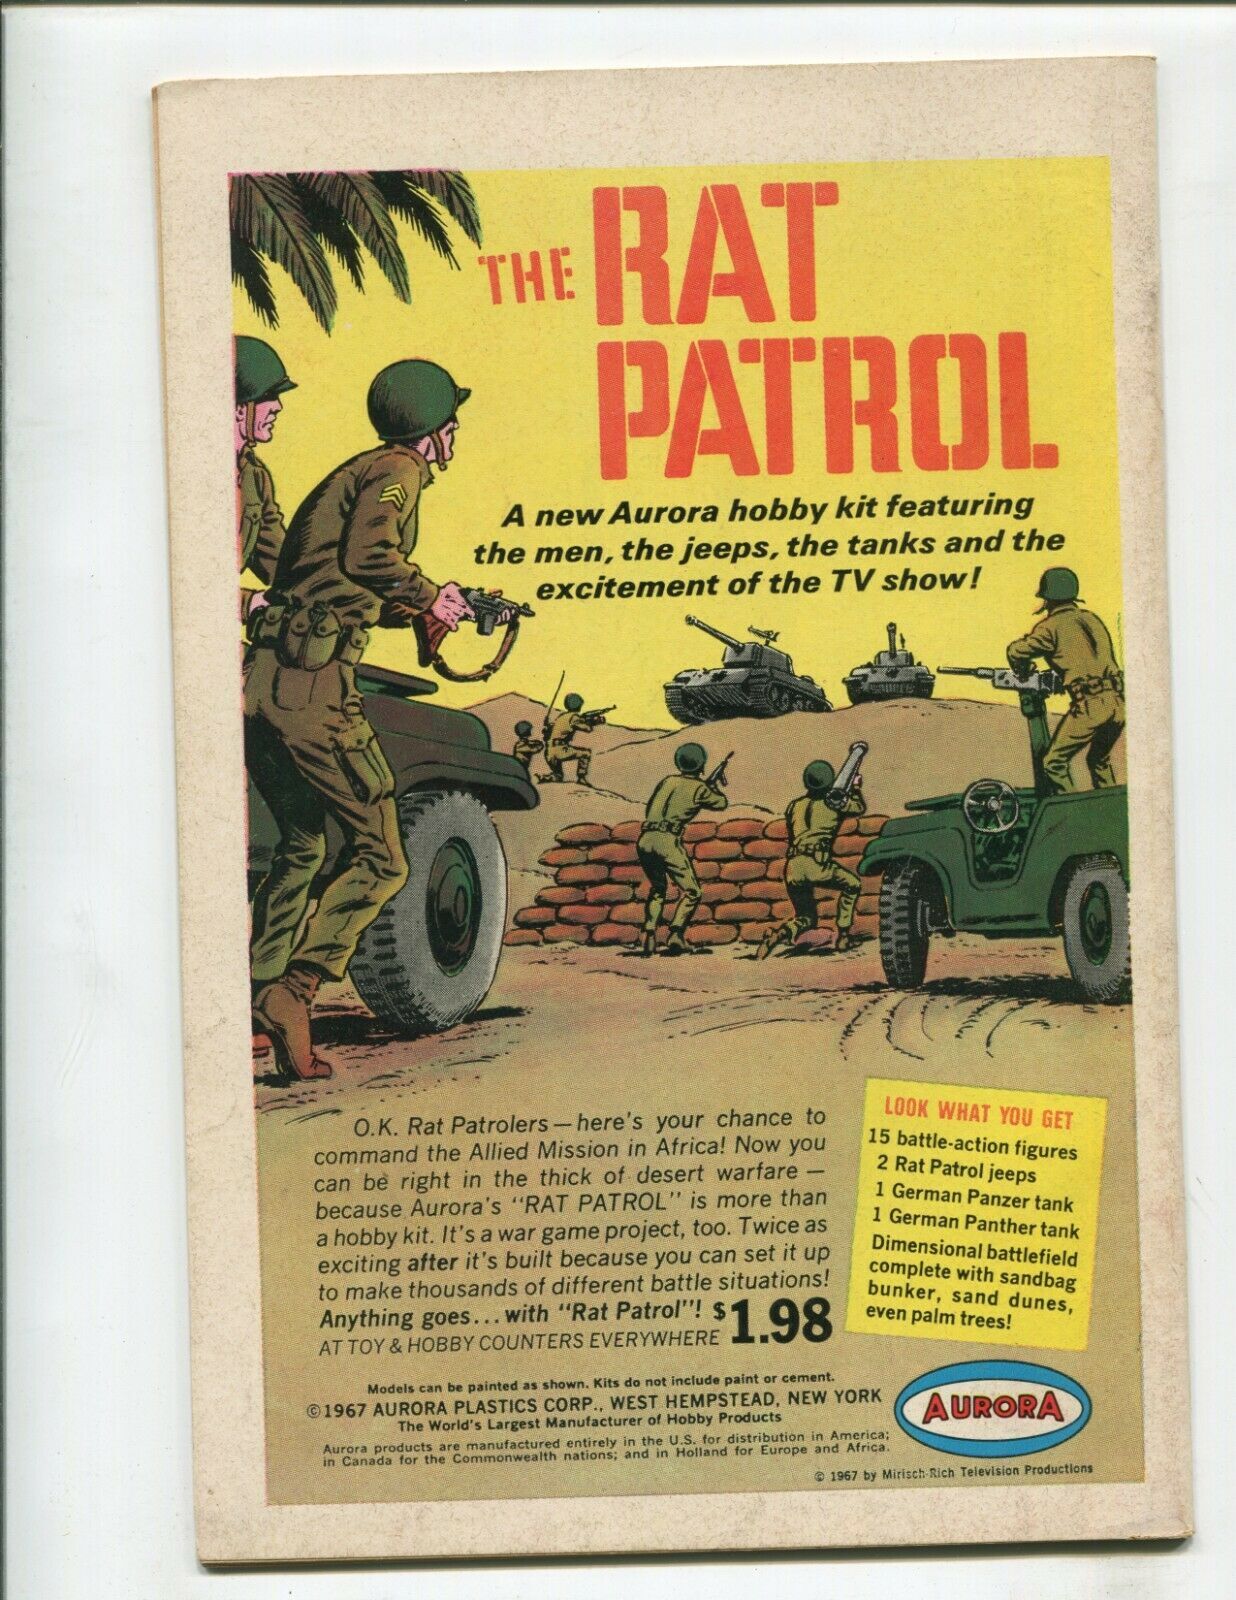 THE RAT
PATROL
A new Aurora hobby kit featuring
the men, the jeeps, the tanks and the
excitement of the TV show!
O.K. Rat Patrolers — here's your chance to
command the Allied Mission in Africa! Now you
can be right in the thick of desert warfare —
because Aurora's "RAT PATROL" is more than
a hobby kit. It's a war game project, too. Twice as
exciting after it's built because you can set it up
to make thousands of different battle situations!
Anything goes...with "Rat Patrol"! $1.98
AT TOY & HOBBY COUNTERS EVERYWHERE
LOOK WHAT YOU GET
15 battle-action figures
2 Rat Patrol jeeps
1 German Panzer tank
1 German Panther tank
Dimensional battlefield
complete with sandbag
bunker, sand dunes,
even palm trees!
Models can be painted as shown. Kits do not include paint or cement.
©1967 AURORA PLASTICS CORP., WEST HEMPSTEAD, NEW YORK
The World's Largest Manufacturer of Hobby Products
Aurora products are manufactured entirely in the U.S. for distribution in America;
in Canada for the Commonwealth nations; and in Holland for Europe and Africa.
AURORA
© 1967 by Mirisch-Rich Television Productions